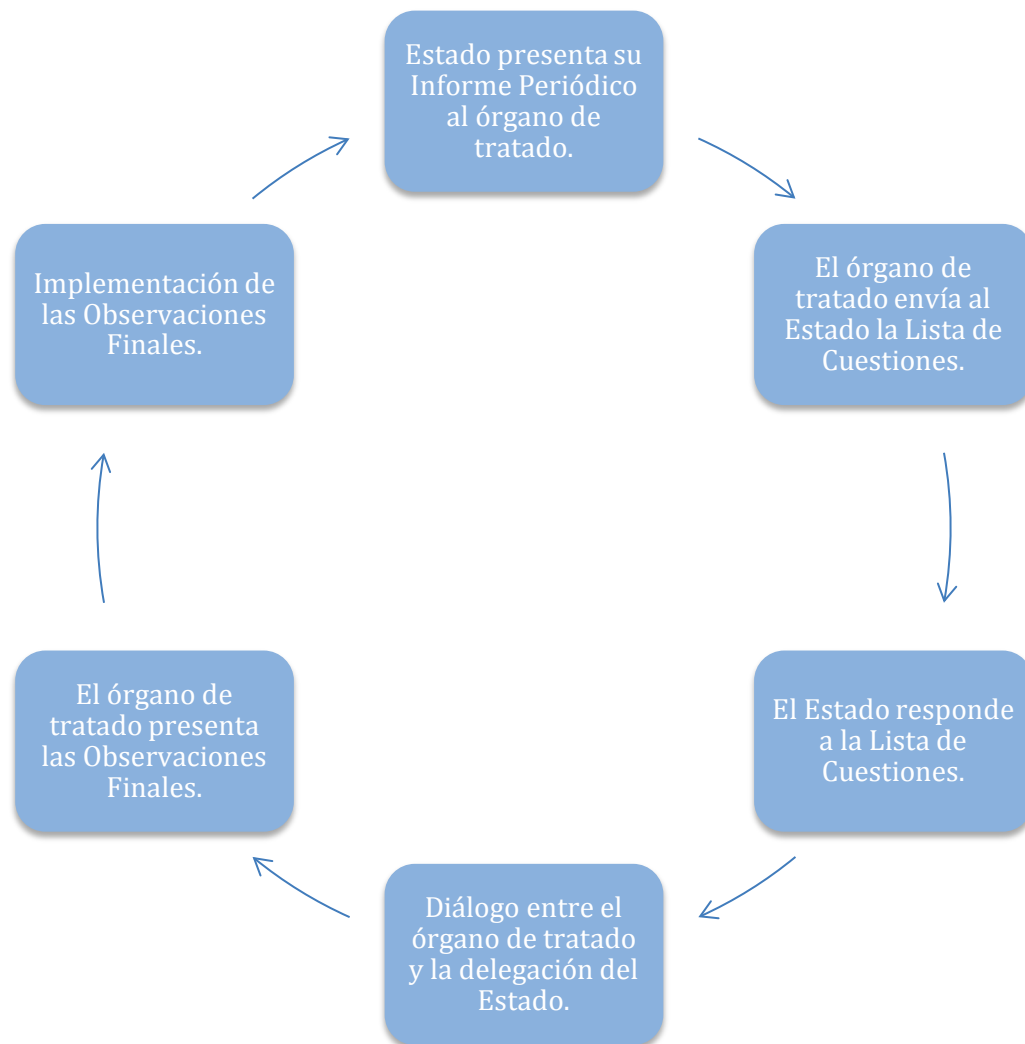 Estado presenta su
Informe Periódico
al órgano de
tratado.
El órgano de
tratado envía al
Estado la Lista de
Cuestiones.
El Estado responde
a la Lista de
Cuestiones.
Diálogo entre el
órgano de tratado
y la delegación del
Estado.
El órgano de
tratado presenta
las Observaciones
Finales.
Implementación de
las Observaciones
Finales.